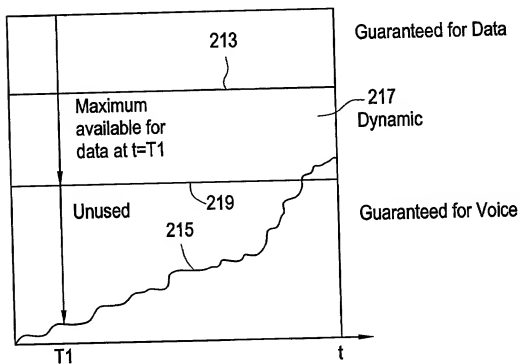 Guaranteed for Data
213
Maximum
available for
data at t=T1
217
Dynamic
Unused
219
Guaranteed for Voice
215
T1
t